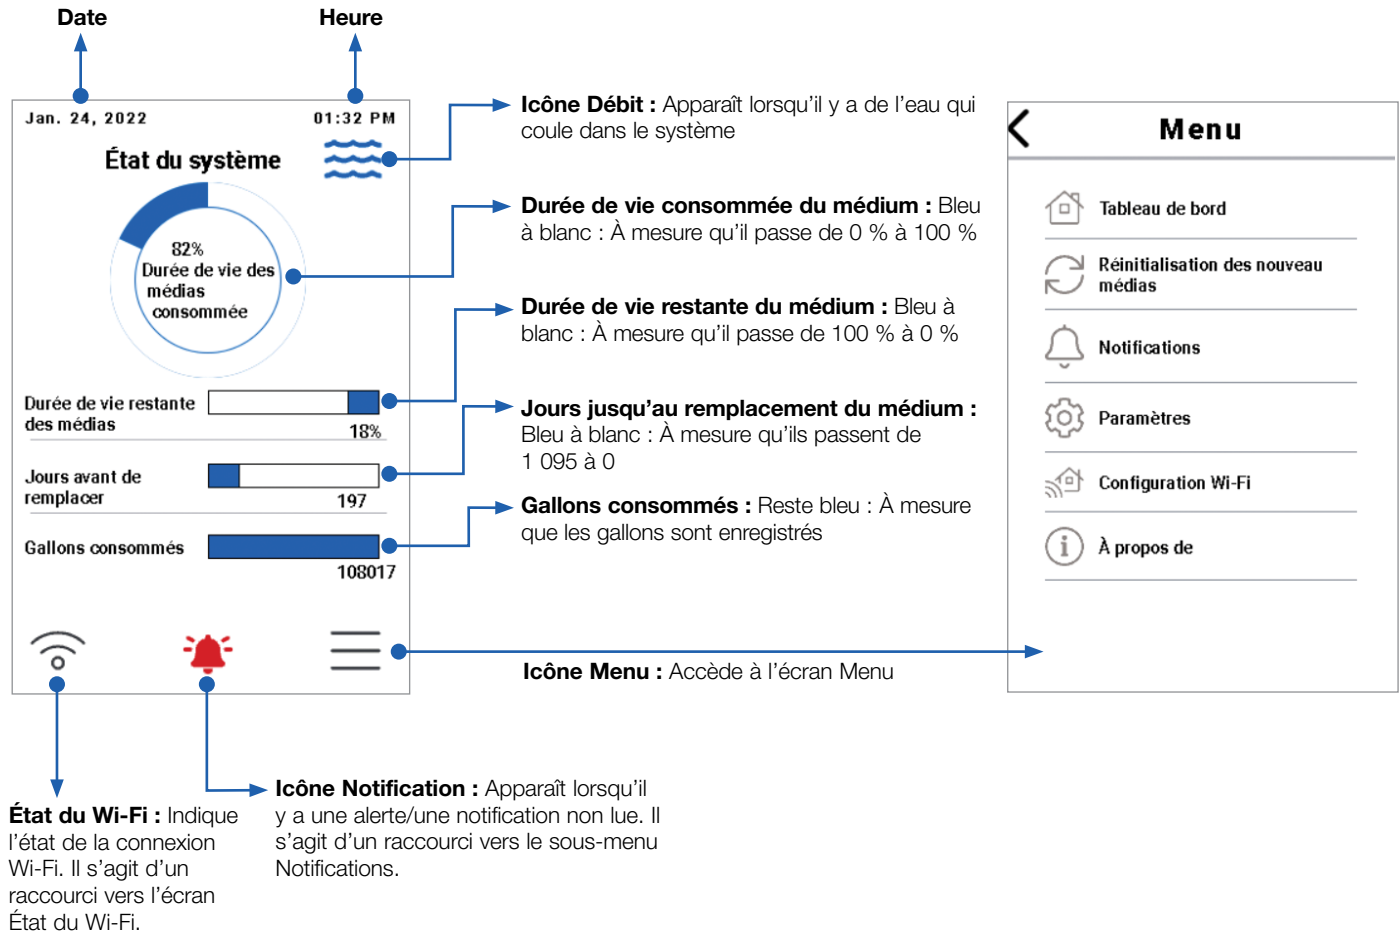 Date
Heure
Jan. 24, 2022
01:32 PM
État du système
82%
Durée de vie des
médias
consommée
Durée de vie restante
des médias
18%
Jours avant de
remplacer
197
Gallons consommés
108017
Icône Débit : Apparaît lorsqu'il y a de l'eau qui
coule dans le système
Durée de vie consommée du médium : Bleu
à blanc : À mesure qu'il passe de 0 % à 100 %
Durée de vie restante du médium : Bleu à
blanc : À mesure qu'il passe de 100 % à 0 %
Jours jusqu'au remplacement du médium :
Bleu à blanc : À mesure qu'ils passent de
1 095 à 0
Gallons consommés : Reste bleu : À mesure
que les gallons sont enregistrés
Icône Menu : Accède à l'écran Menu
Menu
Tableau de bord
Réinitialisation des nouveau
médias
Notifications
Paramètres
Configuration Wi-Fi
À propos de
État du Wi-Fi : Indique
l'état de la connexion
Wi-Fi. Il s'agit d'un
raccourci vers l'écran
État du Wi-Fi.
Icône Notification : Apparaît lorsqu'il
y a une alerte/une notification non lue. Il
s'agit d'un raccourci vers le sous-menu
Notifications.